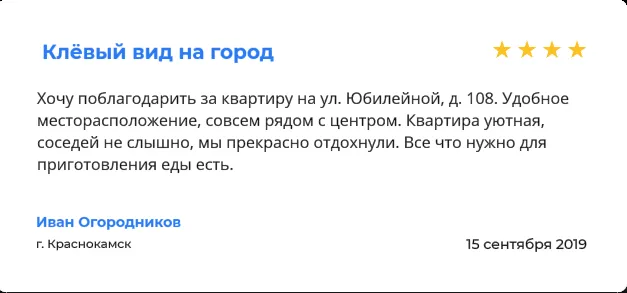 Клёвый вид на город
Хочу поблагодарить за квартиру на ул. Юбилейной, д. 108. Удобное
месторасположение, совсем рядом с центром. Квартира уютная,
соседей не слышно, мы прекрасно отдохнули. Все что нужно для
приготовления еды есть.
Иван Огородников
г. Краснокамск
15 сентября 2019